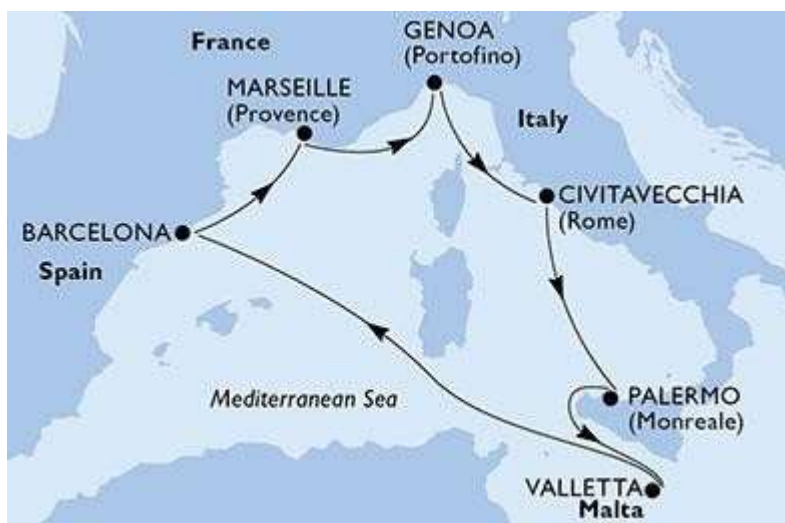 France
GENOA
(Portofino)
MARSEILLE
(Provence)
Italy
CIVITAVECCHIA
(Rome)
BARCELONA
Spain
Mediterranean Sea
PALERMO
(Monreale)
VALLETTA
Malta